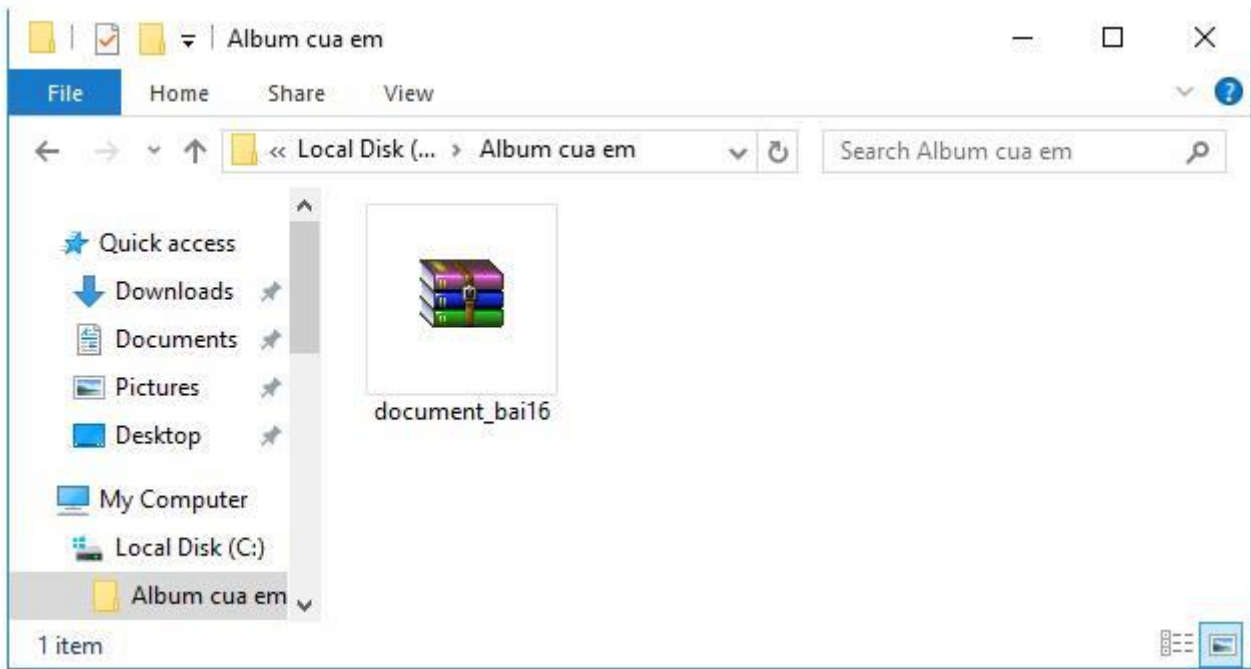 Album cua em
File Home Share View
« Local Disk (... › Album cua em
Search Album cua em
Quick access
Downloads
Documents
Pictures
Desktop
My Computer
Local Disk (C:)
Album cua em
document_bai16
1 item